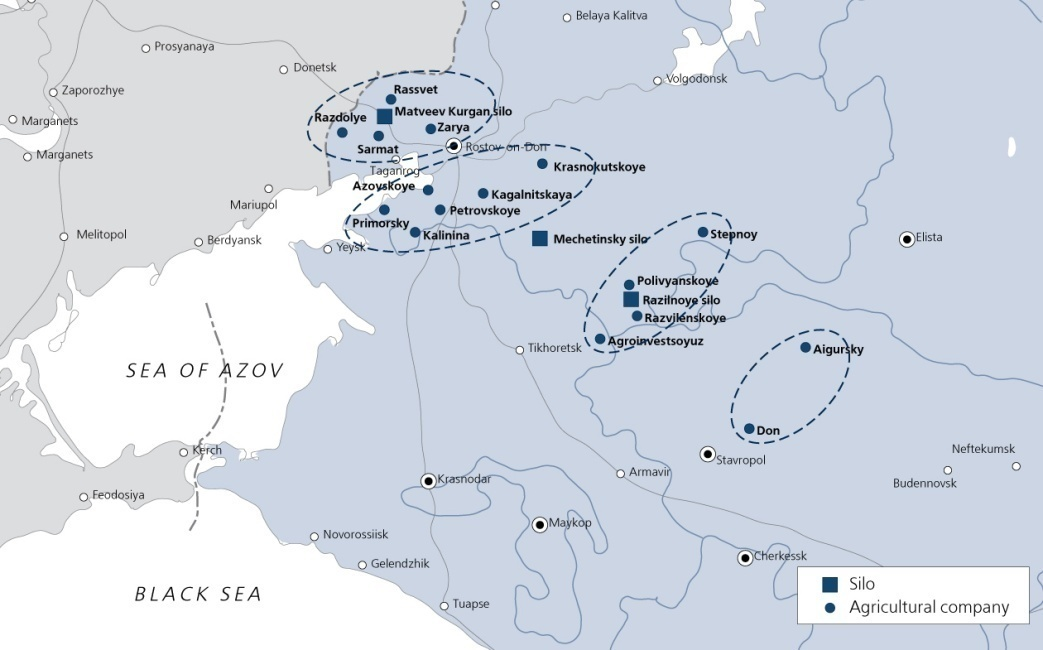 Belaya Kalitva
Prosyanaya
Donetsk
Volgodonsk
Zaporozhye
Rassvet
Matveev Kurgan silo
Razdolye
Marganets
Zarya
Sarmat
Rostov-on-Don
Marganets
Taganrog
Krasnokutskoye
Azovskoye
Kagalnitskaya
Mariupol
Petrovskoye
Primorsky
Melitopol
Kalinina
Stepnoy
Elista
Berdyansk
Mechetinsky silo
Yeysk
Polivyanskoye
Razilnoye silo
Razvilenskoye
Agroinvestsoyuz
Tikhoretsk
Aigursky
SEA OF AZOV
Don
Kerch
Neftekumsk
Stavropol
Armavir
Krasnodar
Budennovsk
Feodosiya
Maykop
Novorossiisk
Cherkessk
Gelendzhik
BLACK SEA
Tuapse
Silo
Agricultural company